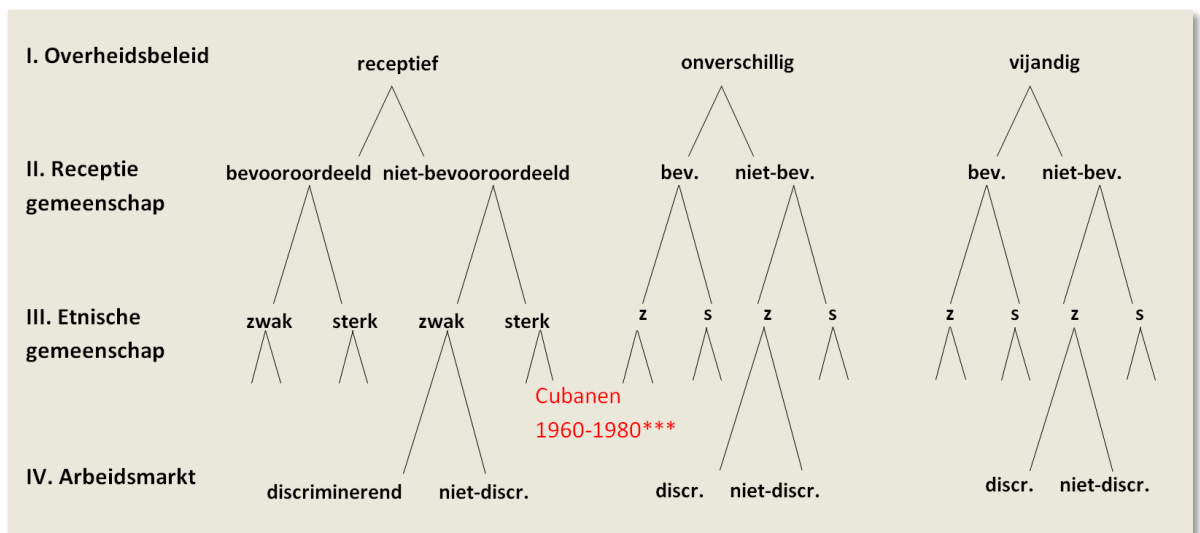 I. Overheidsbeleid
receptief onverschillig vijandig
II. Receptie
gemeenschap
bevooroordeeld niet-bevooroordeeld bev. niet-bev. bev. niet-bev.
III. Etnische
gemeenschap
zwak sterk zwak sterk z s z s z s z s
Cubanen
1960-1980***
IV. Arbeidsmarkt
discriminerend niet-discr. discr. niet-discr. discr. niet-discr.